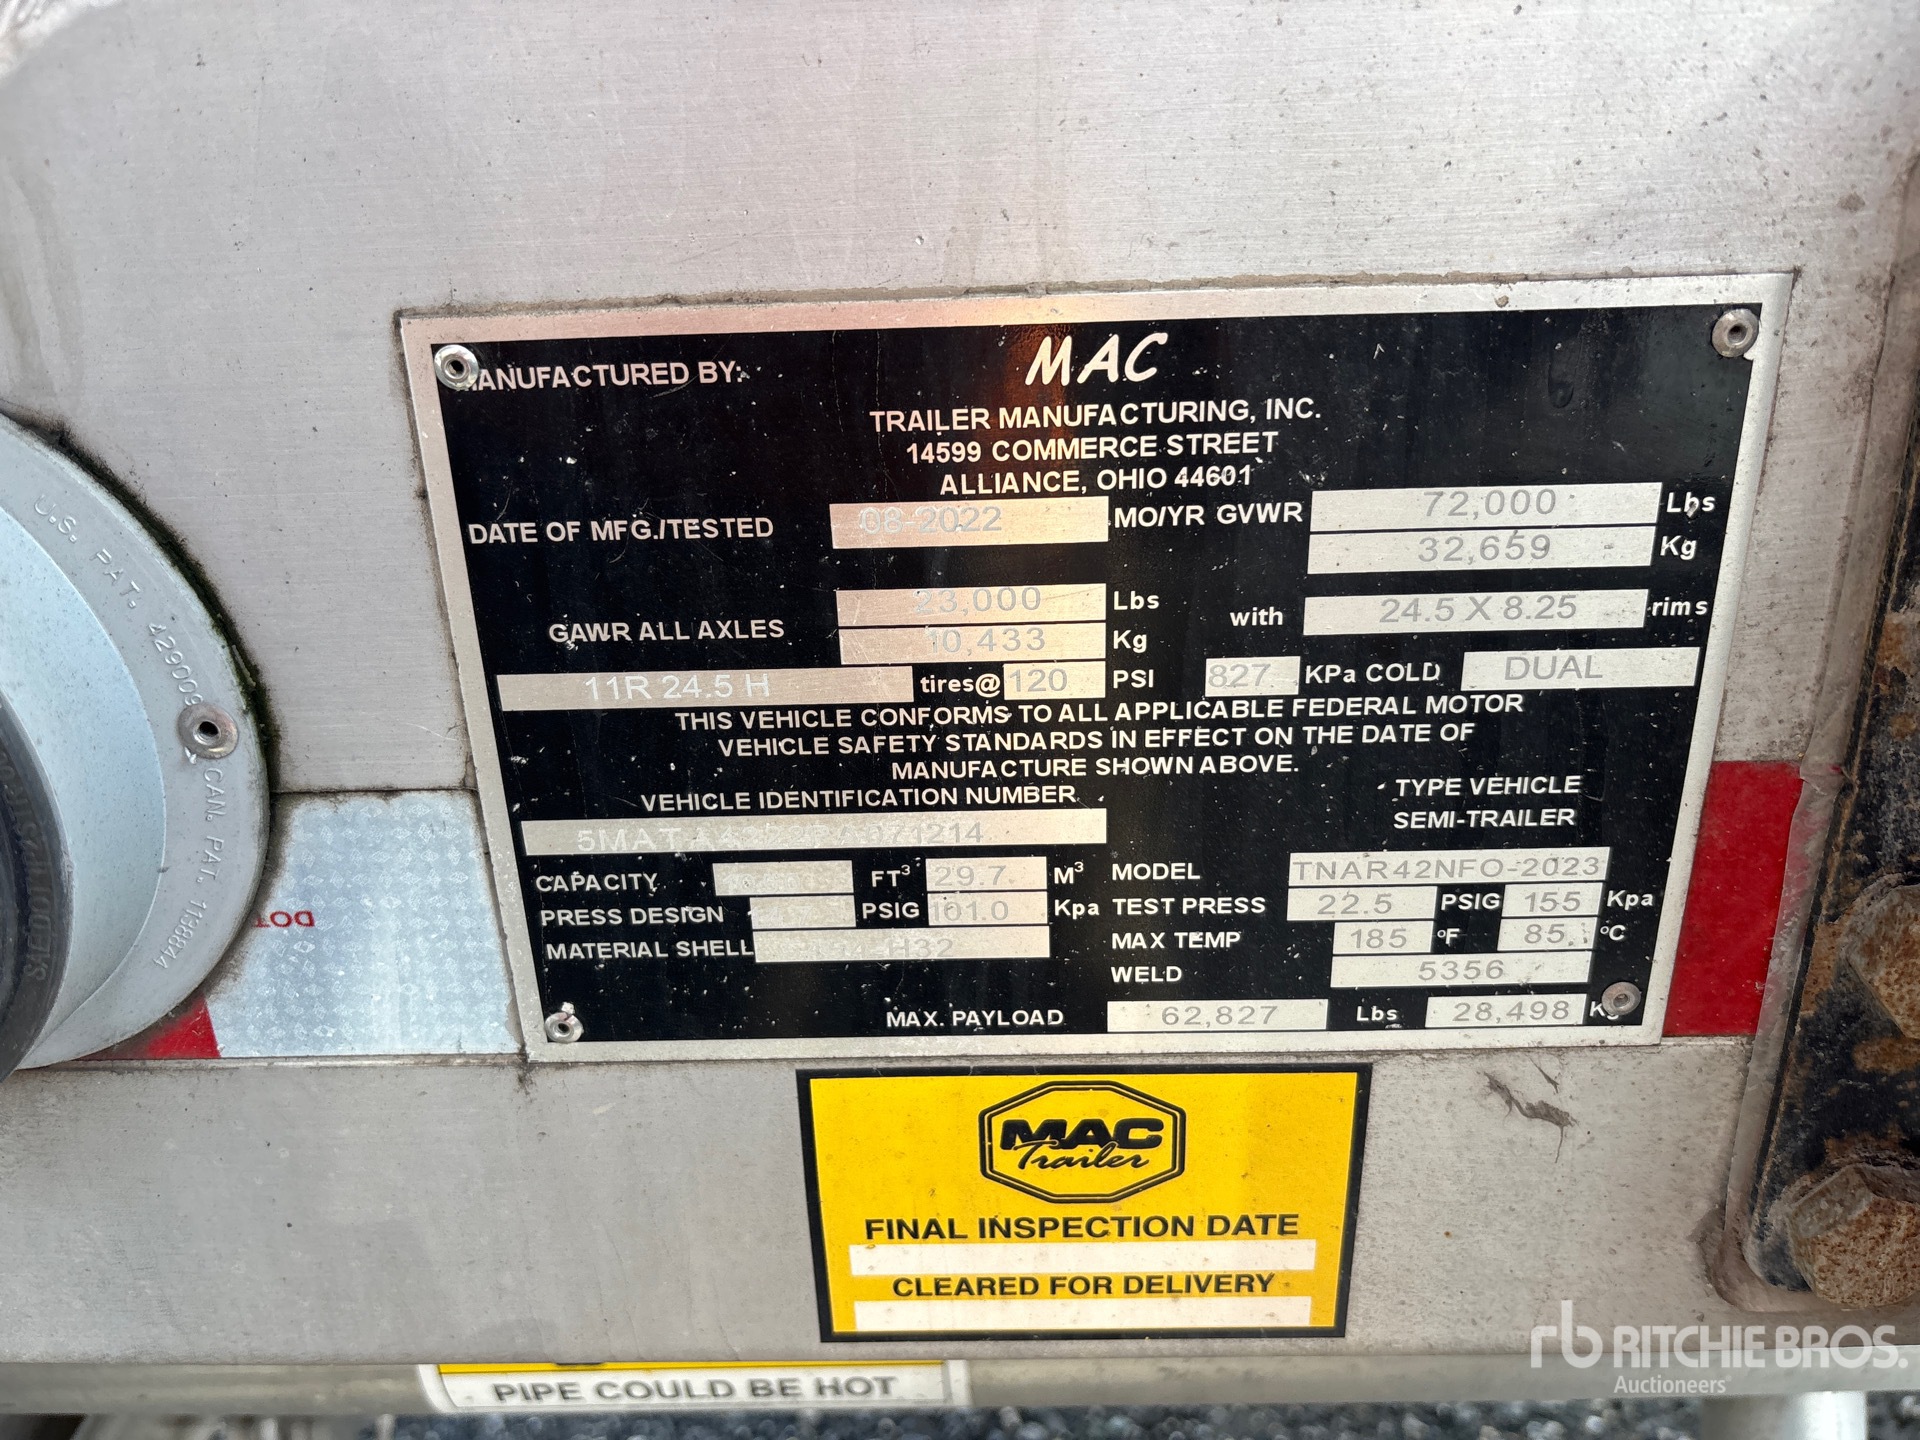 MAC
MANUFACTURED BY:
TRAILER MANUFACTURING, INC.
14599 COMMERCE STREET
ALLIANCE, OHIO 44601
DATE OF MFG./TESTED 08-2022 MO/YR GVWR 72,000 Lbs
32,659 Kg
GAWR ALL AXLES 23,000 Lbs with 24.5 X 8.25 rims
10,433 Kg
11R 24.5 H tires@ 120 PSI 827 KPa COLD DUAL
THIS VEHICLE CONFORMS TO ALL APPLICABLE FEDERAL MOTOR
VEHICLE SAFETY STANDARDS IN EFFECT ON THE DATE OF
MANUFACTURE SHOWN ABOVE.
VEHICLE IDENTIFICATION NUMBER
TYPE VEHICLE
SEMI-TRAILER
CAPACITY FT³ 29.7 M³ MODEL TNAR42NFO-2023
PRESS DESIGN PSIG 101.0 Kpa TEST PRESS 22.5 PSIG 155 Kpa
MATERIAL SHELL MAX TEMP 185 °F 85 °C
WELD 5356
MAX. PAYLOAD 62,827 Lbs 28,498
MAC
Trailer
FINAL INSPECTION DATE
CLEARED FOR DELIVERY
PIPE COULD BE HOT
U.S. PAT.
CAN. PAT. 1138844
DOT
rb RITCHIE BROS.
Auctioneers